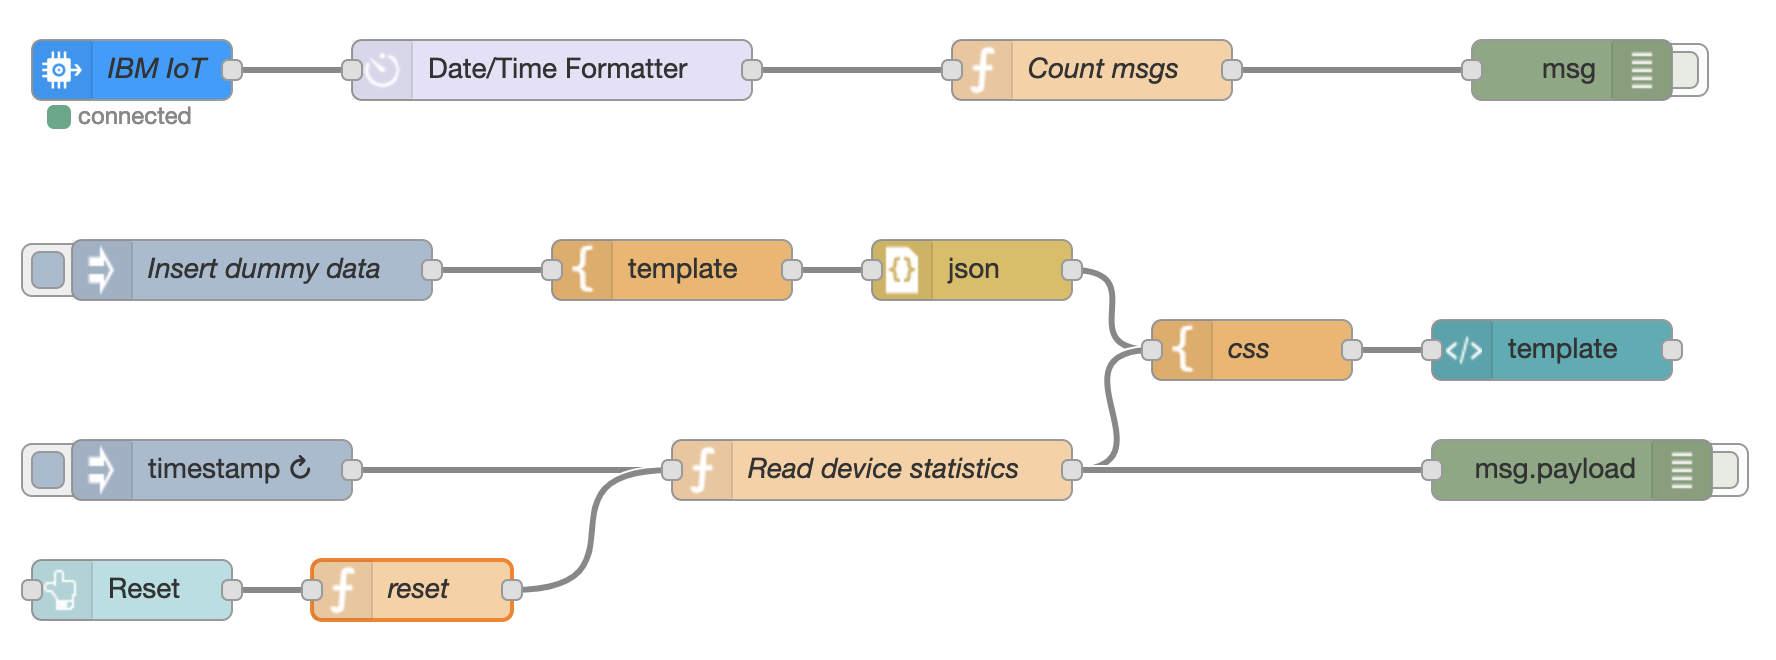 IBM IoT
Date/Time Formatter
Count msgs
msg
connected
Insert dummy data
template
json
css
template
timestamp ↻
Read device statistics
msg.payload
Reset
reset